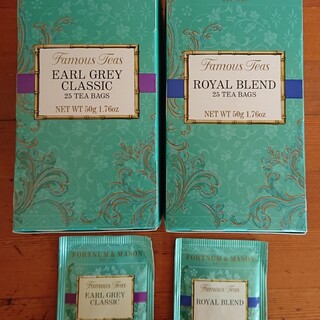 Famous Teas
EARL GREY
CLASSIC
25 TEA BAGS
NET WT 50g 1.76oz
Famous Teas
ROYAL BLEND
25 TEA BAGS
NET WT 50g 1.76oz
FORTNUM & MASON
Famous Teas
EARL GREY
CLASSIC
FORTNUM & MASON
Famous Teas
ROYAL BLEND